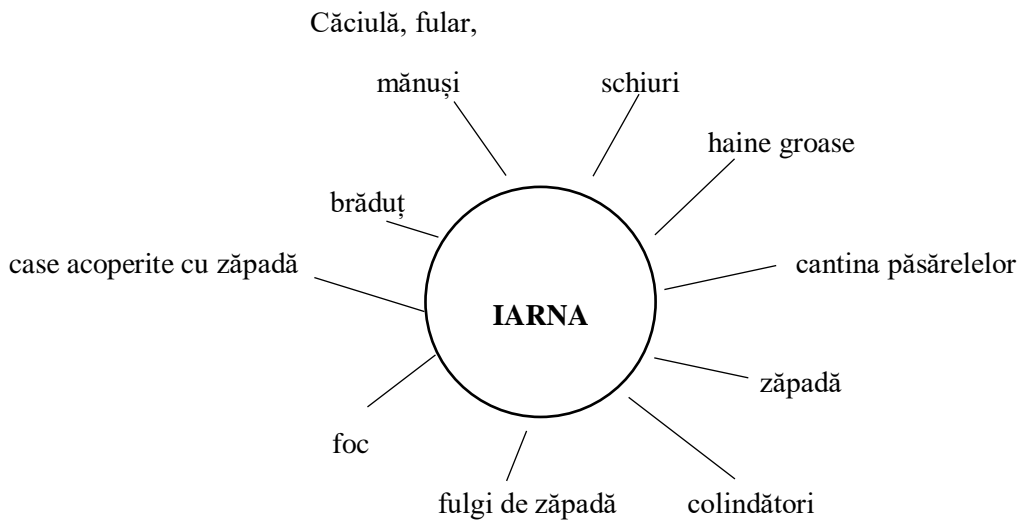 Căciulă, fular,
mănuși
schiuri
haine groase
brăduț
case acoperite cu zăpadă
cantina păsărelelor
IARNA
zăpadă
foc
fulgi de zăpadă
colindători